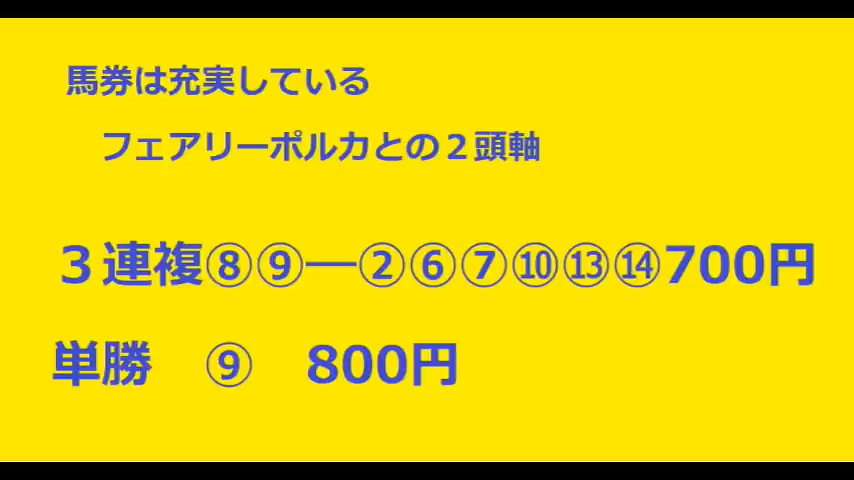 馬券は充実している
フェアリーポルカとの２頭軸
３連複⑧⑨―②⑥⑦⑩⑬⑭700円
単勝　⑨　800円